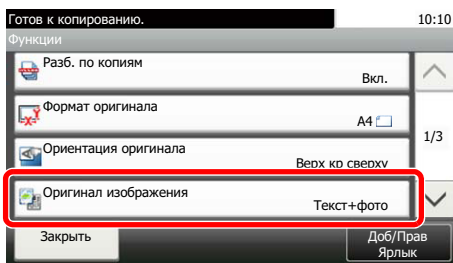 Готов к копированию. 10:10
Функции
Разб. по копиям
Вкл.
Формат оригинала
A4
1/3
Ориентация оригинала
Верх кр сверху
Оригинал изображения
Текст+фото
Закрыть
Доб/Прав
Ярлык